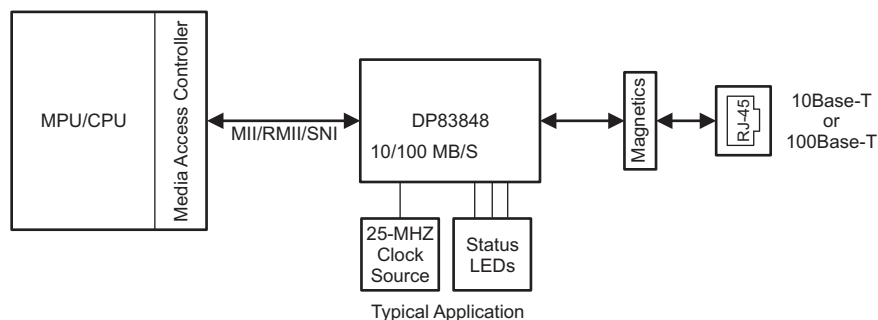 MPU/CPU
Media Access Controller
MII/RMII/SNI
DP83848
10/100 MB/S
Magnetics
RJ-45
10Base-T
or
100Base-T
25-MHZ
Clock
Source
Status
LEDs
Typical Application